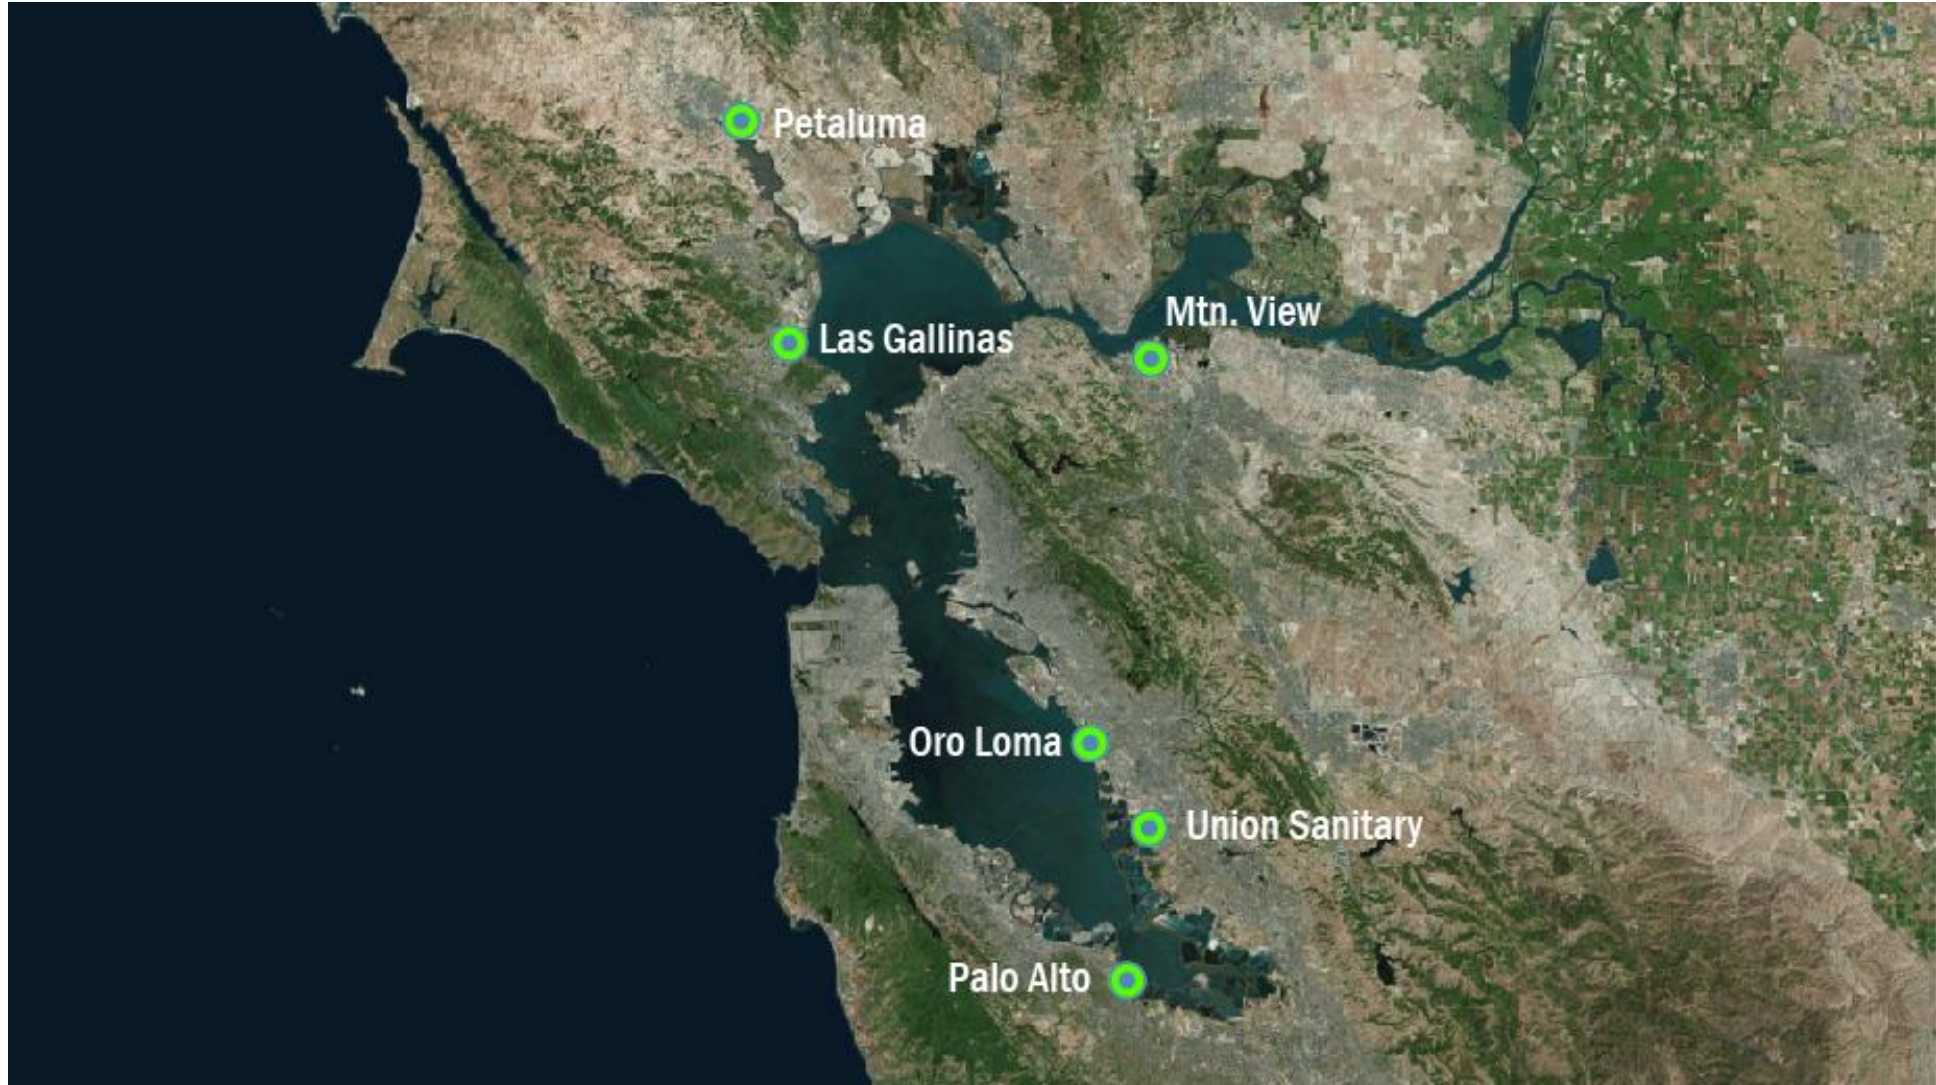 Petaluma
Mtn. View
Las Gallinas
Oro Loma
Union Sanitary
Palo Alto